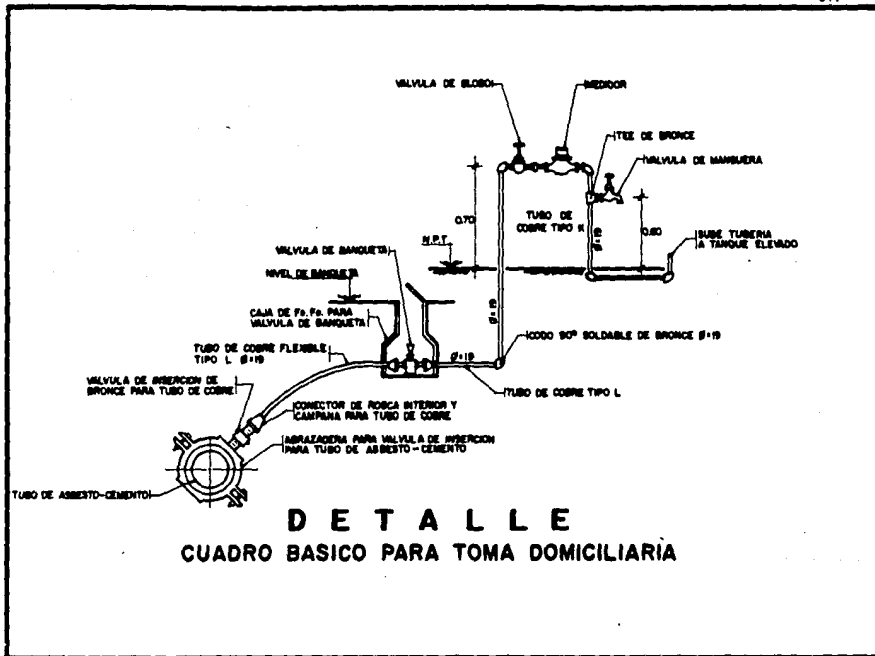 VALVULA DE GLOBO
MEDIDOR
TEE DE BRONCE
VALVULA DE MANGUERA
0.70
TUBO DE
COBRE TIPO K
Ø=19
0.60
SUBE TUBERIA
A TANQUE ELEVADO
N.P.T.
VALVULA DE BANQUETA
NIVEL DE BANQUETA
CAJA DE Fo. Fo. PARA
VALVULA DE BANQUETA
Ø=19
TUBO DE COBRE FLEXIBLE
TIPO L Ø=19
Ø=19
CODO 90° SOLDABLE DE BRONCE Ø=19
TUBO DE COBRE TIPO L
VALVULA DE INSERCION DE
BRONCE PARA TUBO DE COBRE
CONECTOR DE ROSCA INTERIOR Y
CAMPANA PARA TUBO DE COBRE
ABRAZADERA PARA VALVULA DE INSERCION
PARA TUBO DE ASBESTO-CEMENTO
TUBO DE ASBESTO-CEMENTO
DETALLE
CUADRO BASICO PARA TOMA DOMICILIARIA